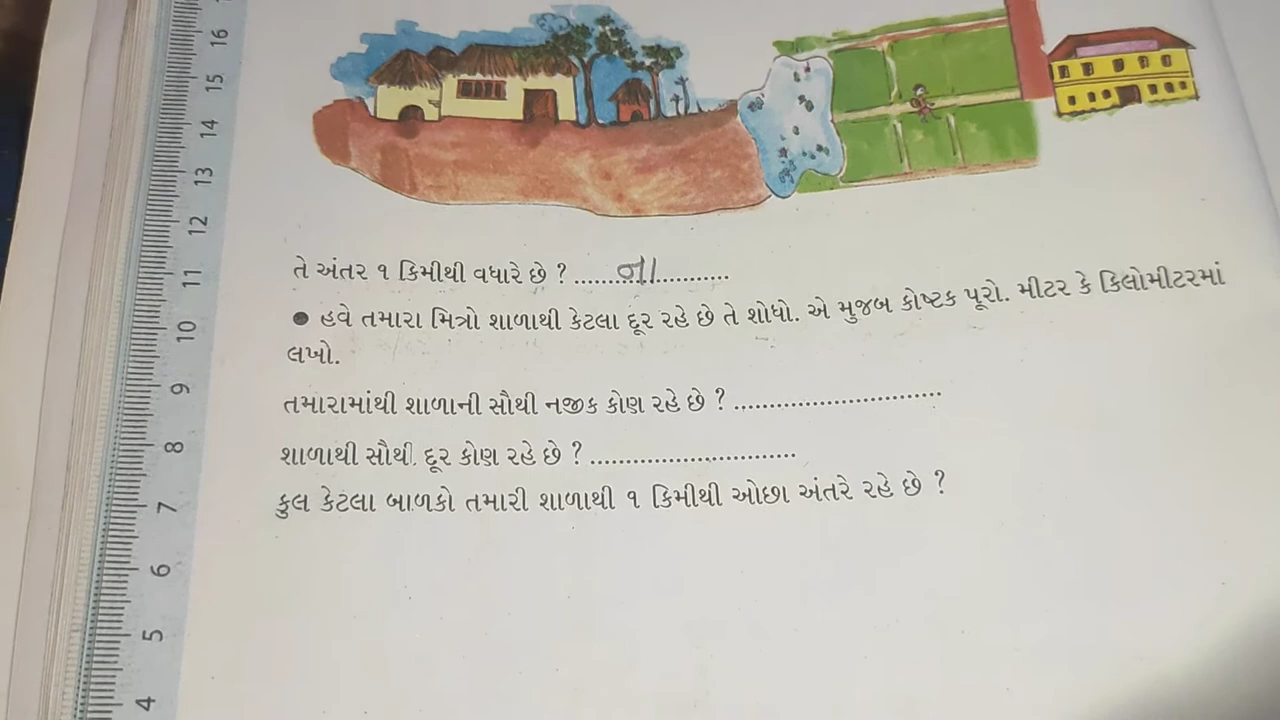 તે અંતર ૧ કિમીથી વધારે છે ? ......ના..............
● હવે તમારા મિત્રો શાળાથી કેટલા દૂર રહે છે તે શોધો. એ મુજબ કોષ્ટક પૂરો. મીટર કે કિલોમીટરમાં
લખો.
તમારામાંથી શાળાની સૌથી નજીક કોણ રહે છે ? ..............................
શાળાથી સૌથી દૂર કોણ રહે છે ? ..............................
કુલ કેટલા બાળકો તમારી શાળાથી ૧ કિમીથી ઓછા અંતરે રહે છે ?
16
15
14
13
12
11
10
9
8
7
6
5
4